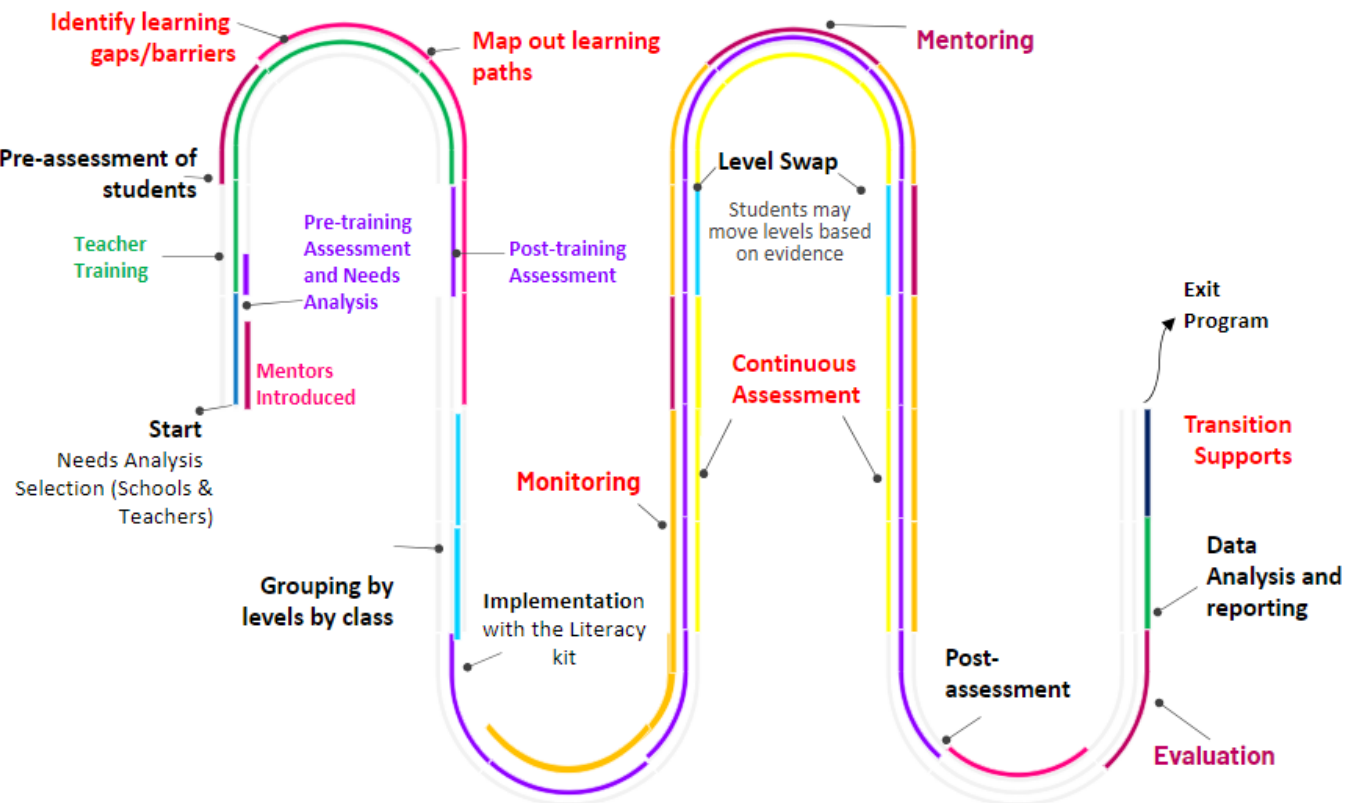 Identify learning
gaps/barriers
Map out learning
paths
Mentoring
Pre-assessment of
students
Level Swap
Students may
move levels based
on evidence
Teacher
Training
Pre-training
Assessment
and Needs
Analysis
Post-training
Assessment
Exit
Program
Mentors
Introduced
Continuous
Assessment
Start
Needs Analysis
Selection (Schools &
Teachers)
Transition
Supports
Monitoring
Data
Analysis and
reporting
Grouping by
levels by class
Implementation
with the Literacy
kit
Post-
assessment
Evaluation